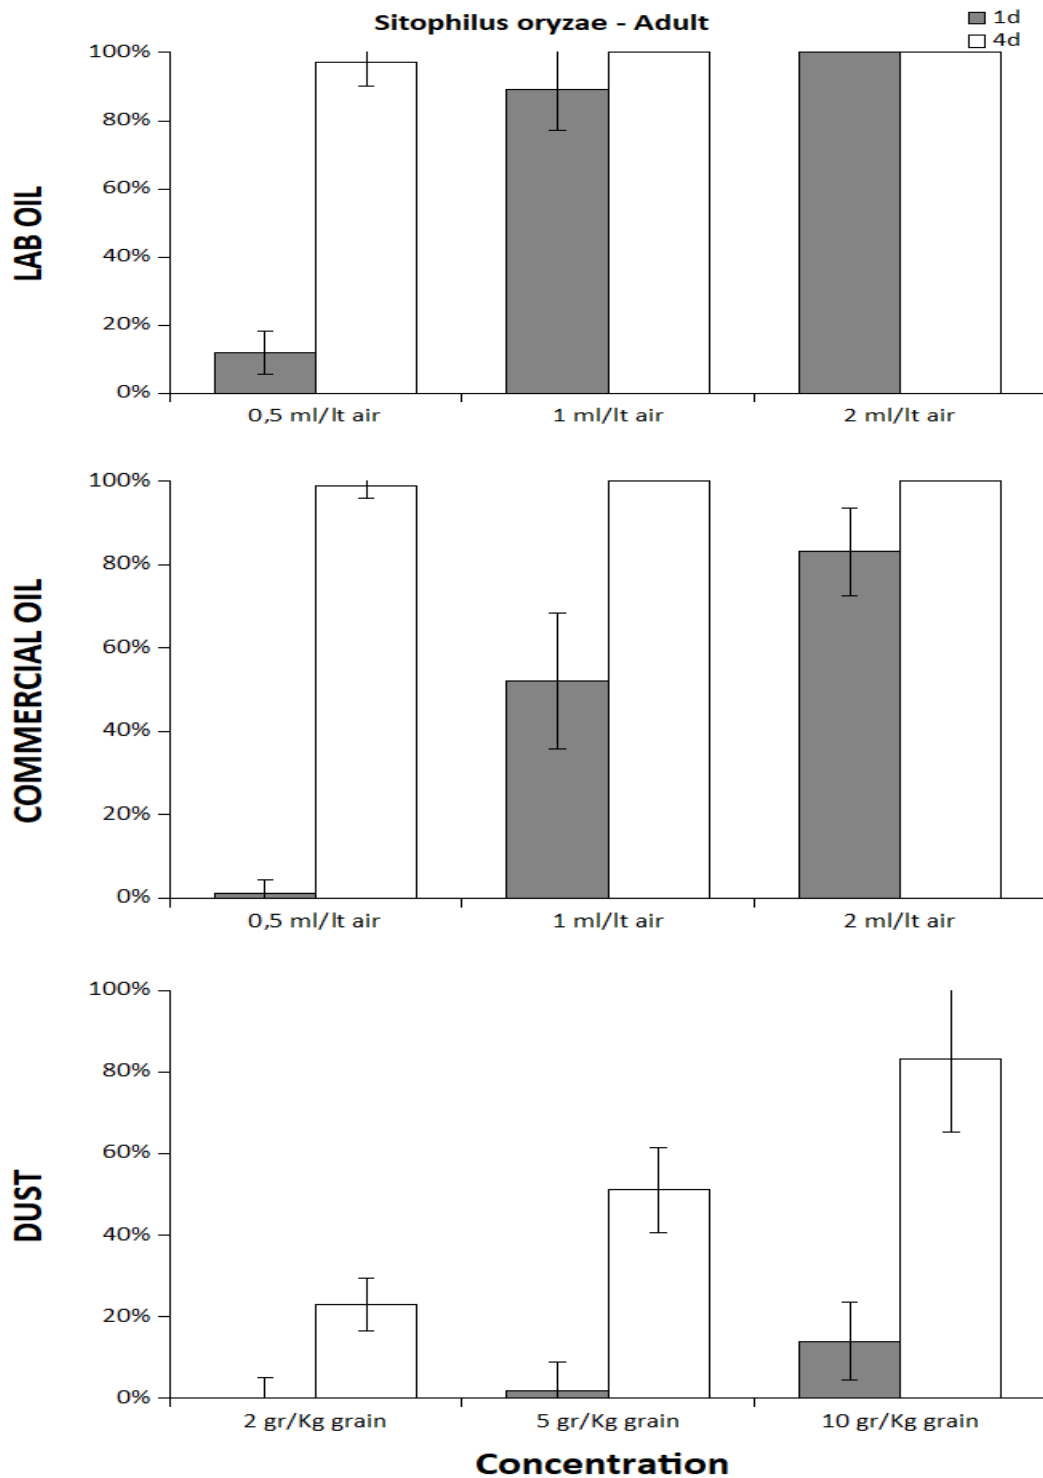 Sitophilus oryzae - Adult
1d
4d
LAB OIL
100%
80%
60%
40%
20%
0%
0,5 ml/lt air
1 ml/lt air
2 ml/lt air
COMMERCIAL OIL
100%
80%
60%
40%
20%
0%
0,5 ml/lt air
1 ml/lt air
2 ml/lt air
DUST
100%
80%
60%
40%
20%
0%
2 gr/Kg grain
5 gr/Kg grain
10 gr/Kg grain
Concentration